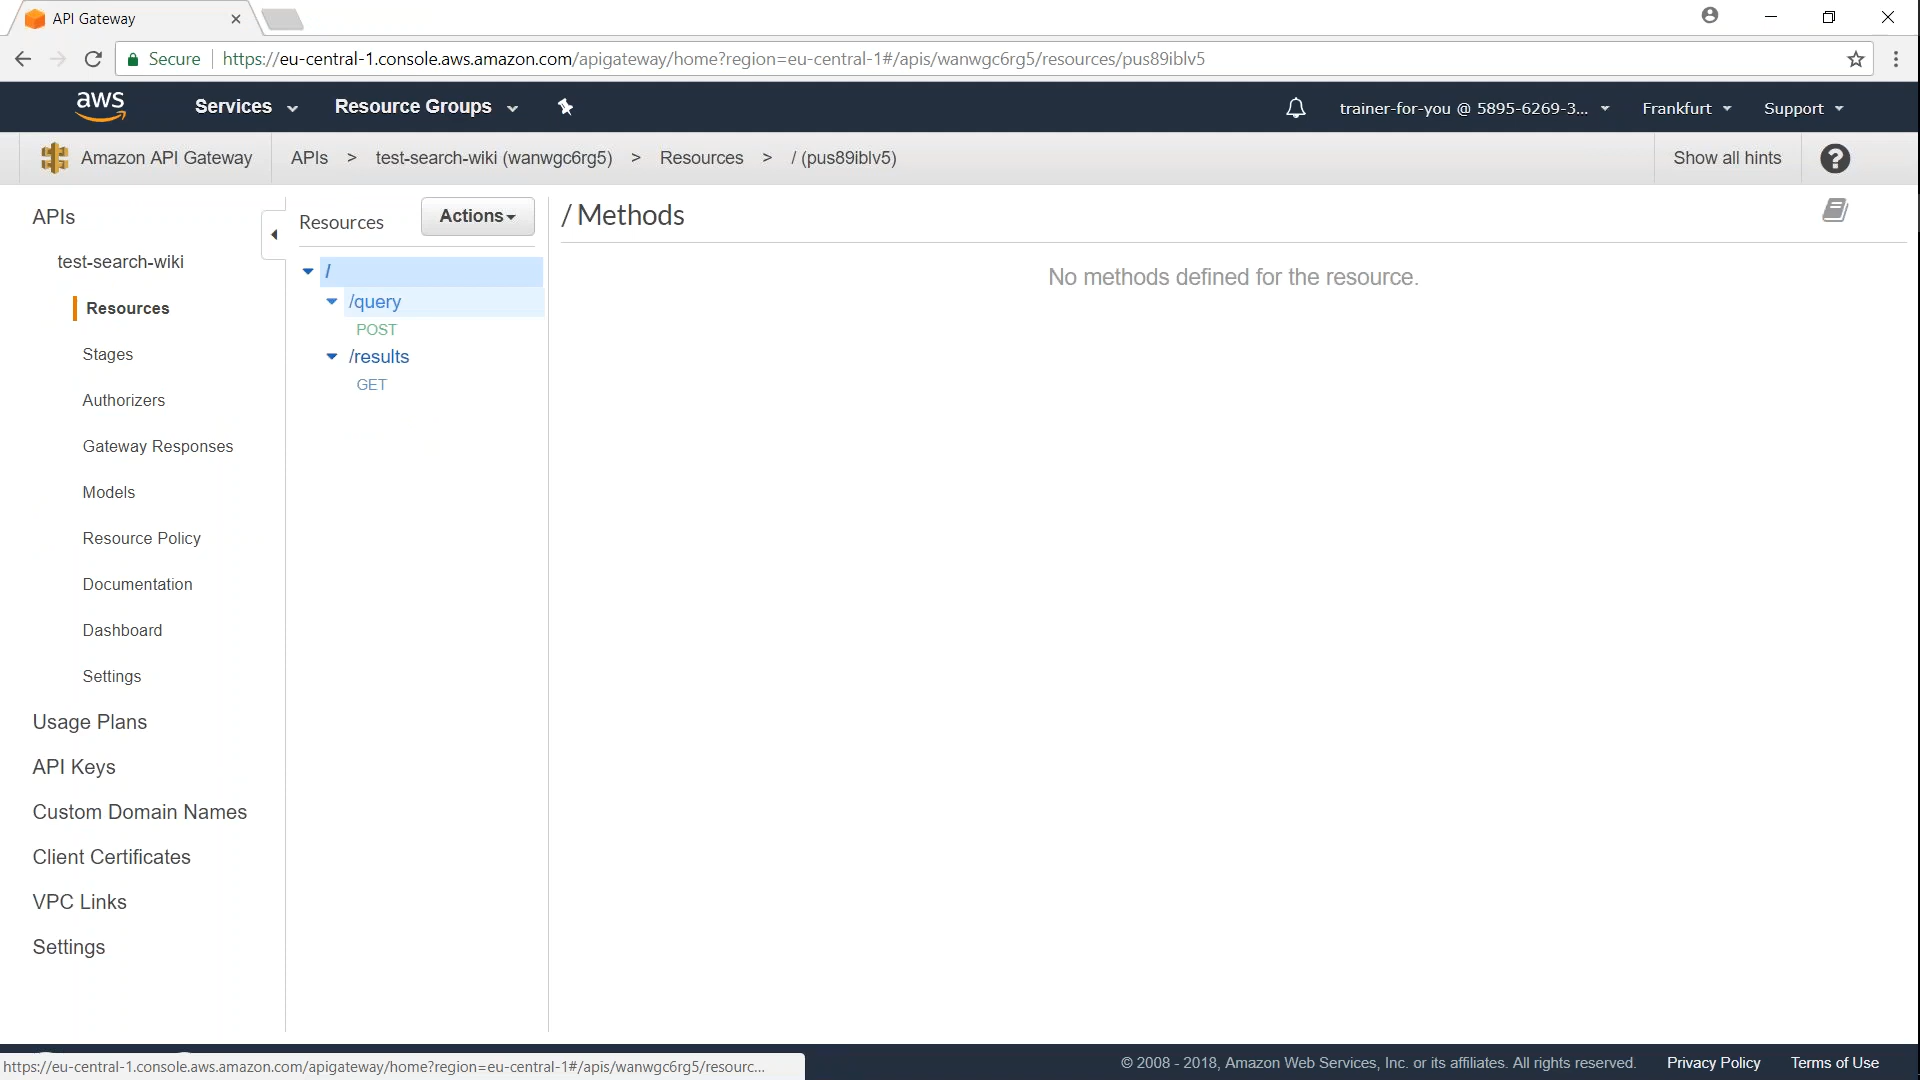 API Gateway
Secure https://eu-central-1.console.aws.amazon.com/apigateway/home?region=eu-central-1#/apis/wanwgc6rg5/resources/pus89iblv5
aws Services Resource Groups trainer-for-you @ 5895-6269-3... Frankfurt Support
Amazon API Gateway APIs > test-search-wiki (wanwgc6rg5) > Resources > / (pus89iblv5) Show all hints ?
APIs
test-search-wiki
Resources
Stages
Authorizers
Gateway Responses
Models
Resource Policy
Documentation
Dashboard
Settings
Usage Plans
API Keys
Custom Domain Names
Client Certificates
VPC Links
Settings
Resources Actions
/
/query
POST
/results
GET
/ Methods
No methods defined for the resource.
https://eu-central-1.console.aws.amazon.com/apigateway/home?region=eu-central-1#/apis/wanwgc6rg5/resourc...
© 2008 - 2018, Amazon Web Services, Inc. or its affiliates. All rights reserved. Privacy Policy Terms of Use